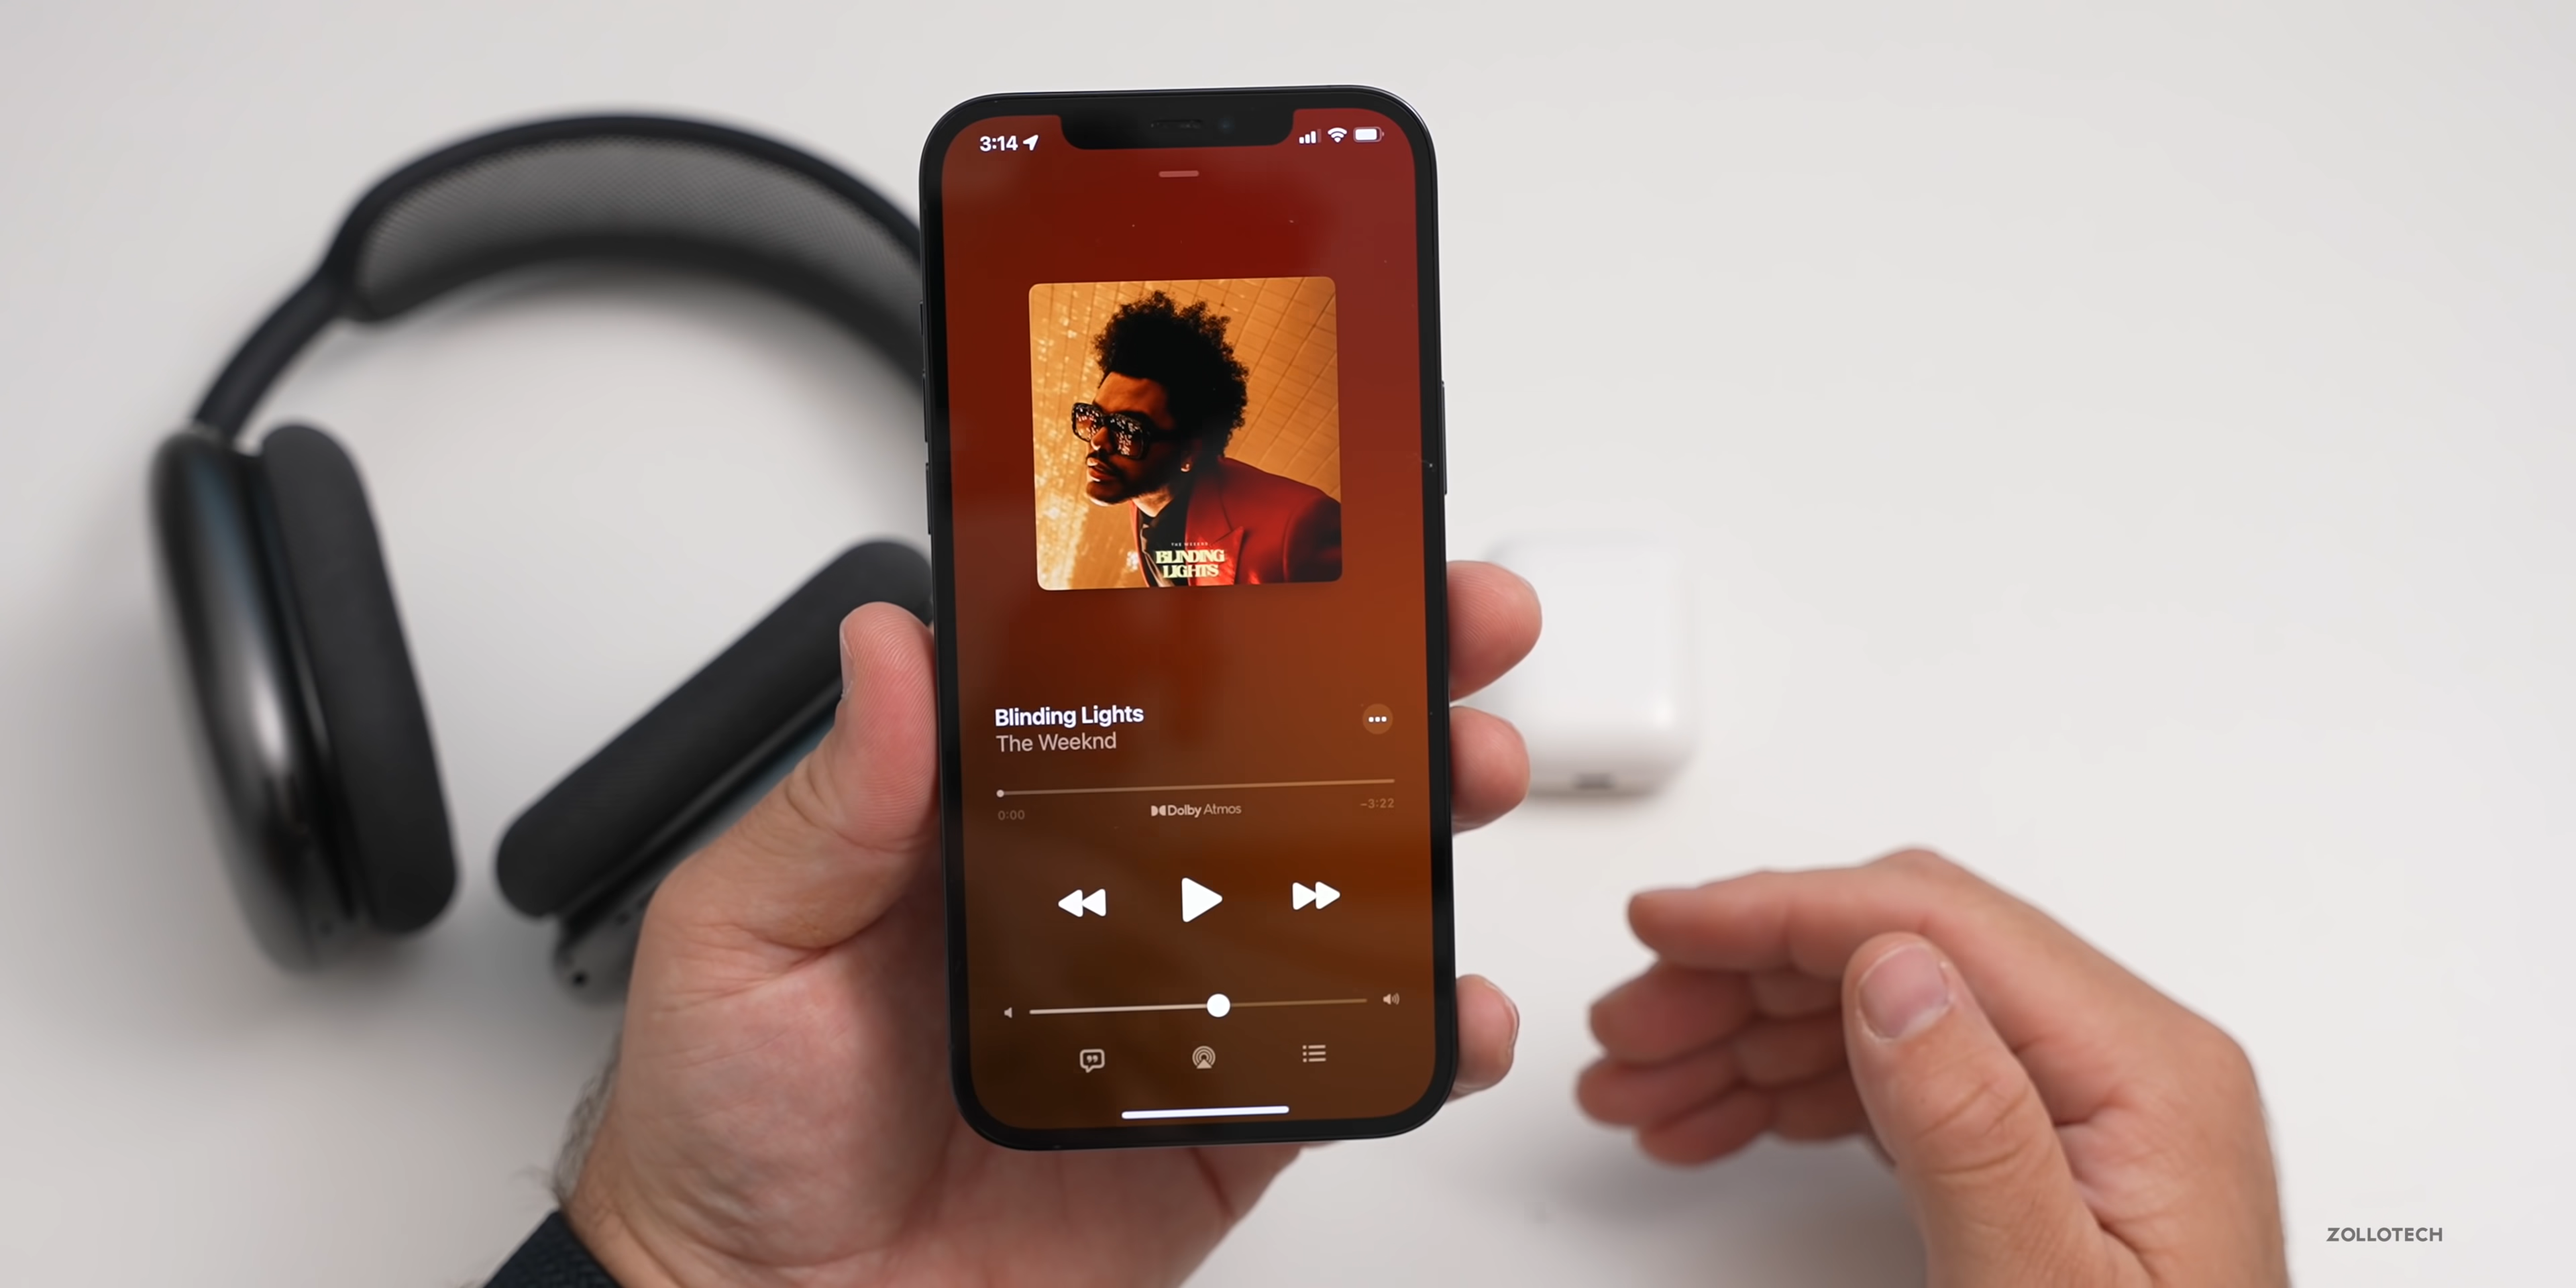 3:14
THE WEEKND
BLINDING
LIGHTS
Blinding Lights
The Weeknd
0:00
Dolby Atmos
-3:22
ZOLLOTECH